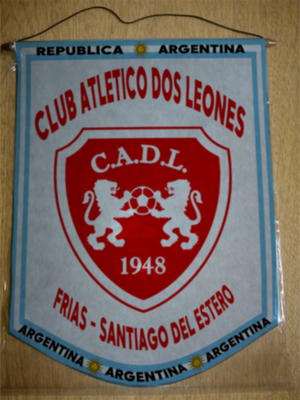 REPUBLICA ARGENTINA
CLUB ATLETICO DOS LEONES
C.A.D.L.
1948
FRIAS - SANTIAGO DEL ESTERO
ARGENTINA ARGENTINA ARGENTINA